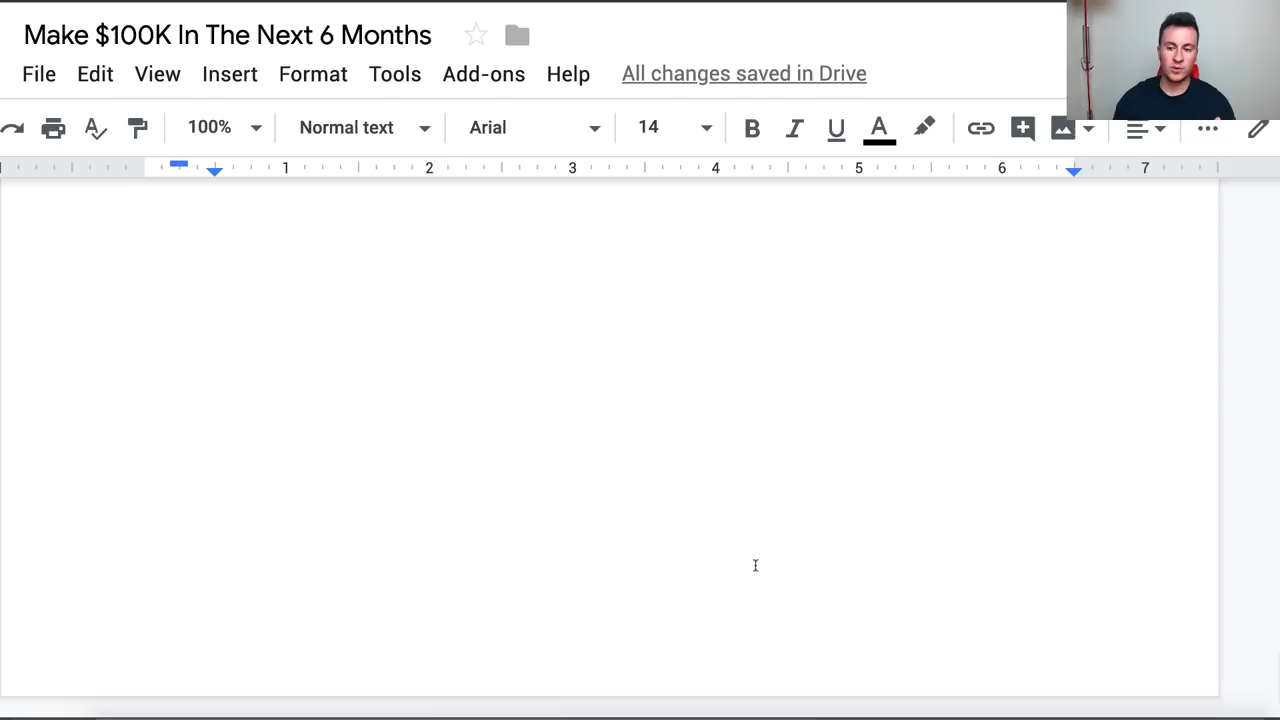 Make $100K In The Next 6 Months
File Edit View Insert Format Tools Add-ons Help All changes saved in Drive
100% Normal text Arial 14 B I U A
1 2 3 4 5 6 7